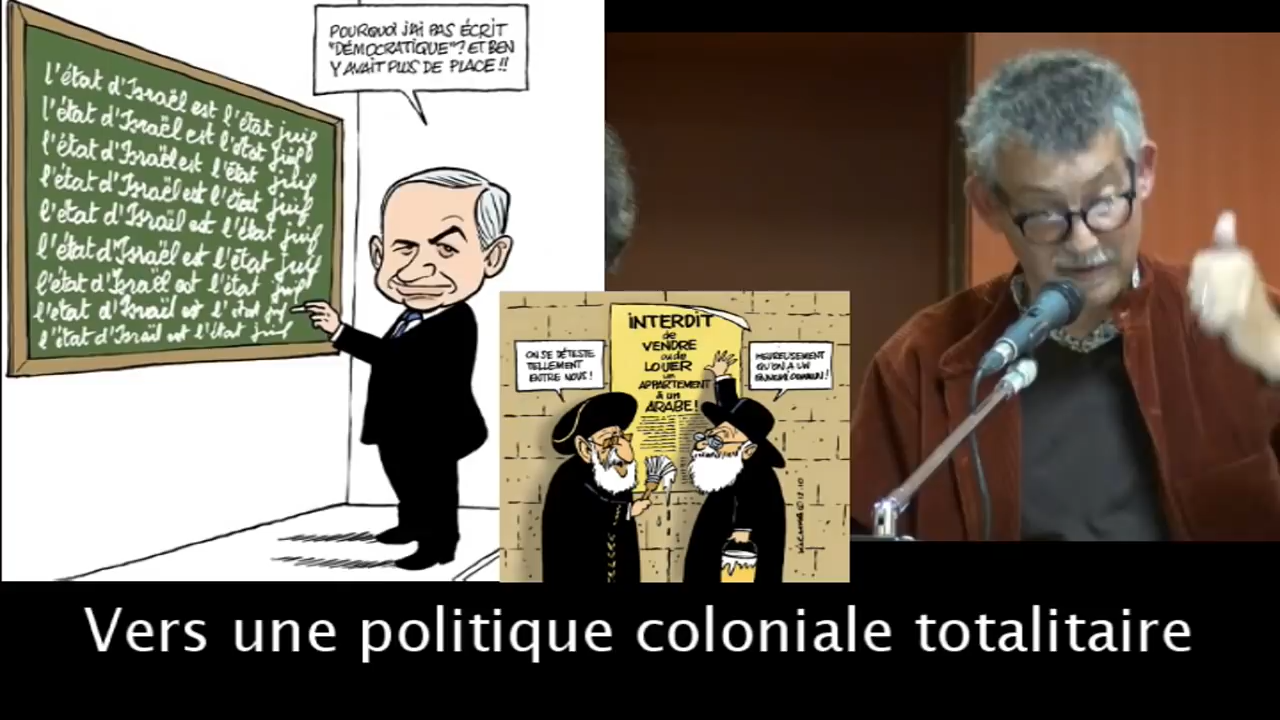 POURQUOI J'AI PAS ÉCRIT
"DÉMOCRATIQUE"? ET BEN
Y AVAIT PLUS DE PLACE!!
l'état d'Israël est l'état juif
l'état d'Israël est l'état juif
l'état d'Israël est l'état juif
l'état d'Israël est l'état juif
l'état d'Israël est l'état juif
l'état d'Israël est l'état juif
l'état d'Israël est l'état juif
l'état d'Israël est l'état juif
l'état d'Israël est l'état juif
INTERDIT
de
VENDRE
ou de
LOUER
un
APPARTEMENT
à un
ARABE!
ON SE DÉTESTE
TELLEMENT
ENTRE NOUS!
HEUREUSEMENT
QU'ON A UN
ENNEMI COMMUN!
Vers une politique coloniale totalitaire